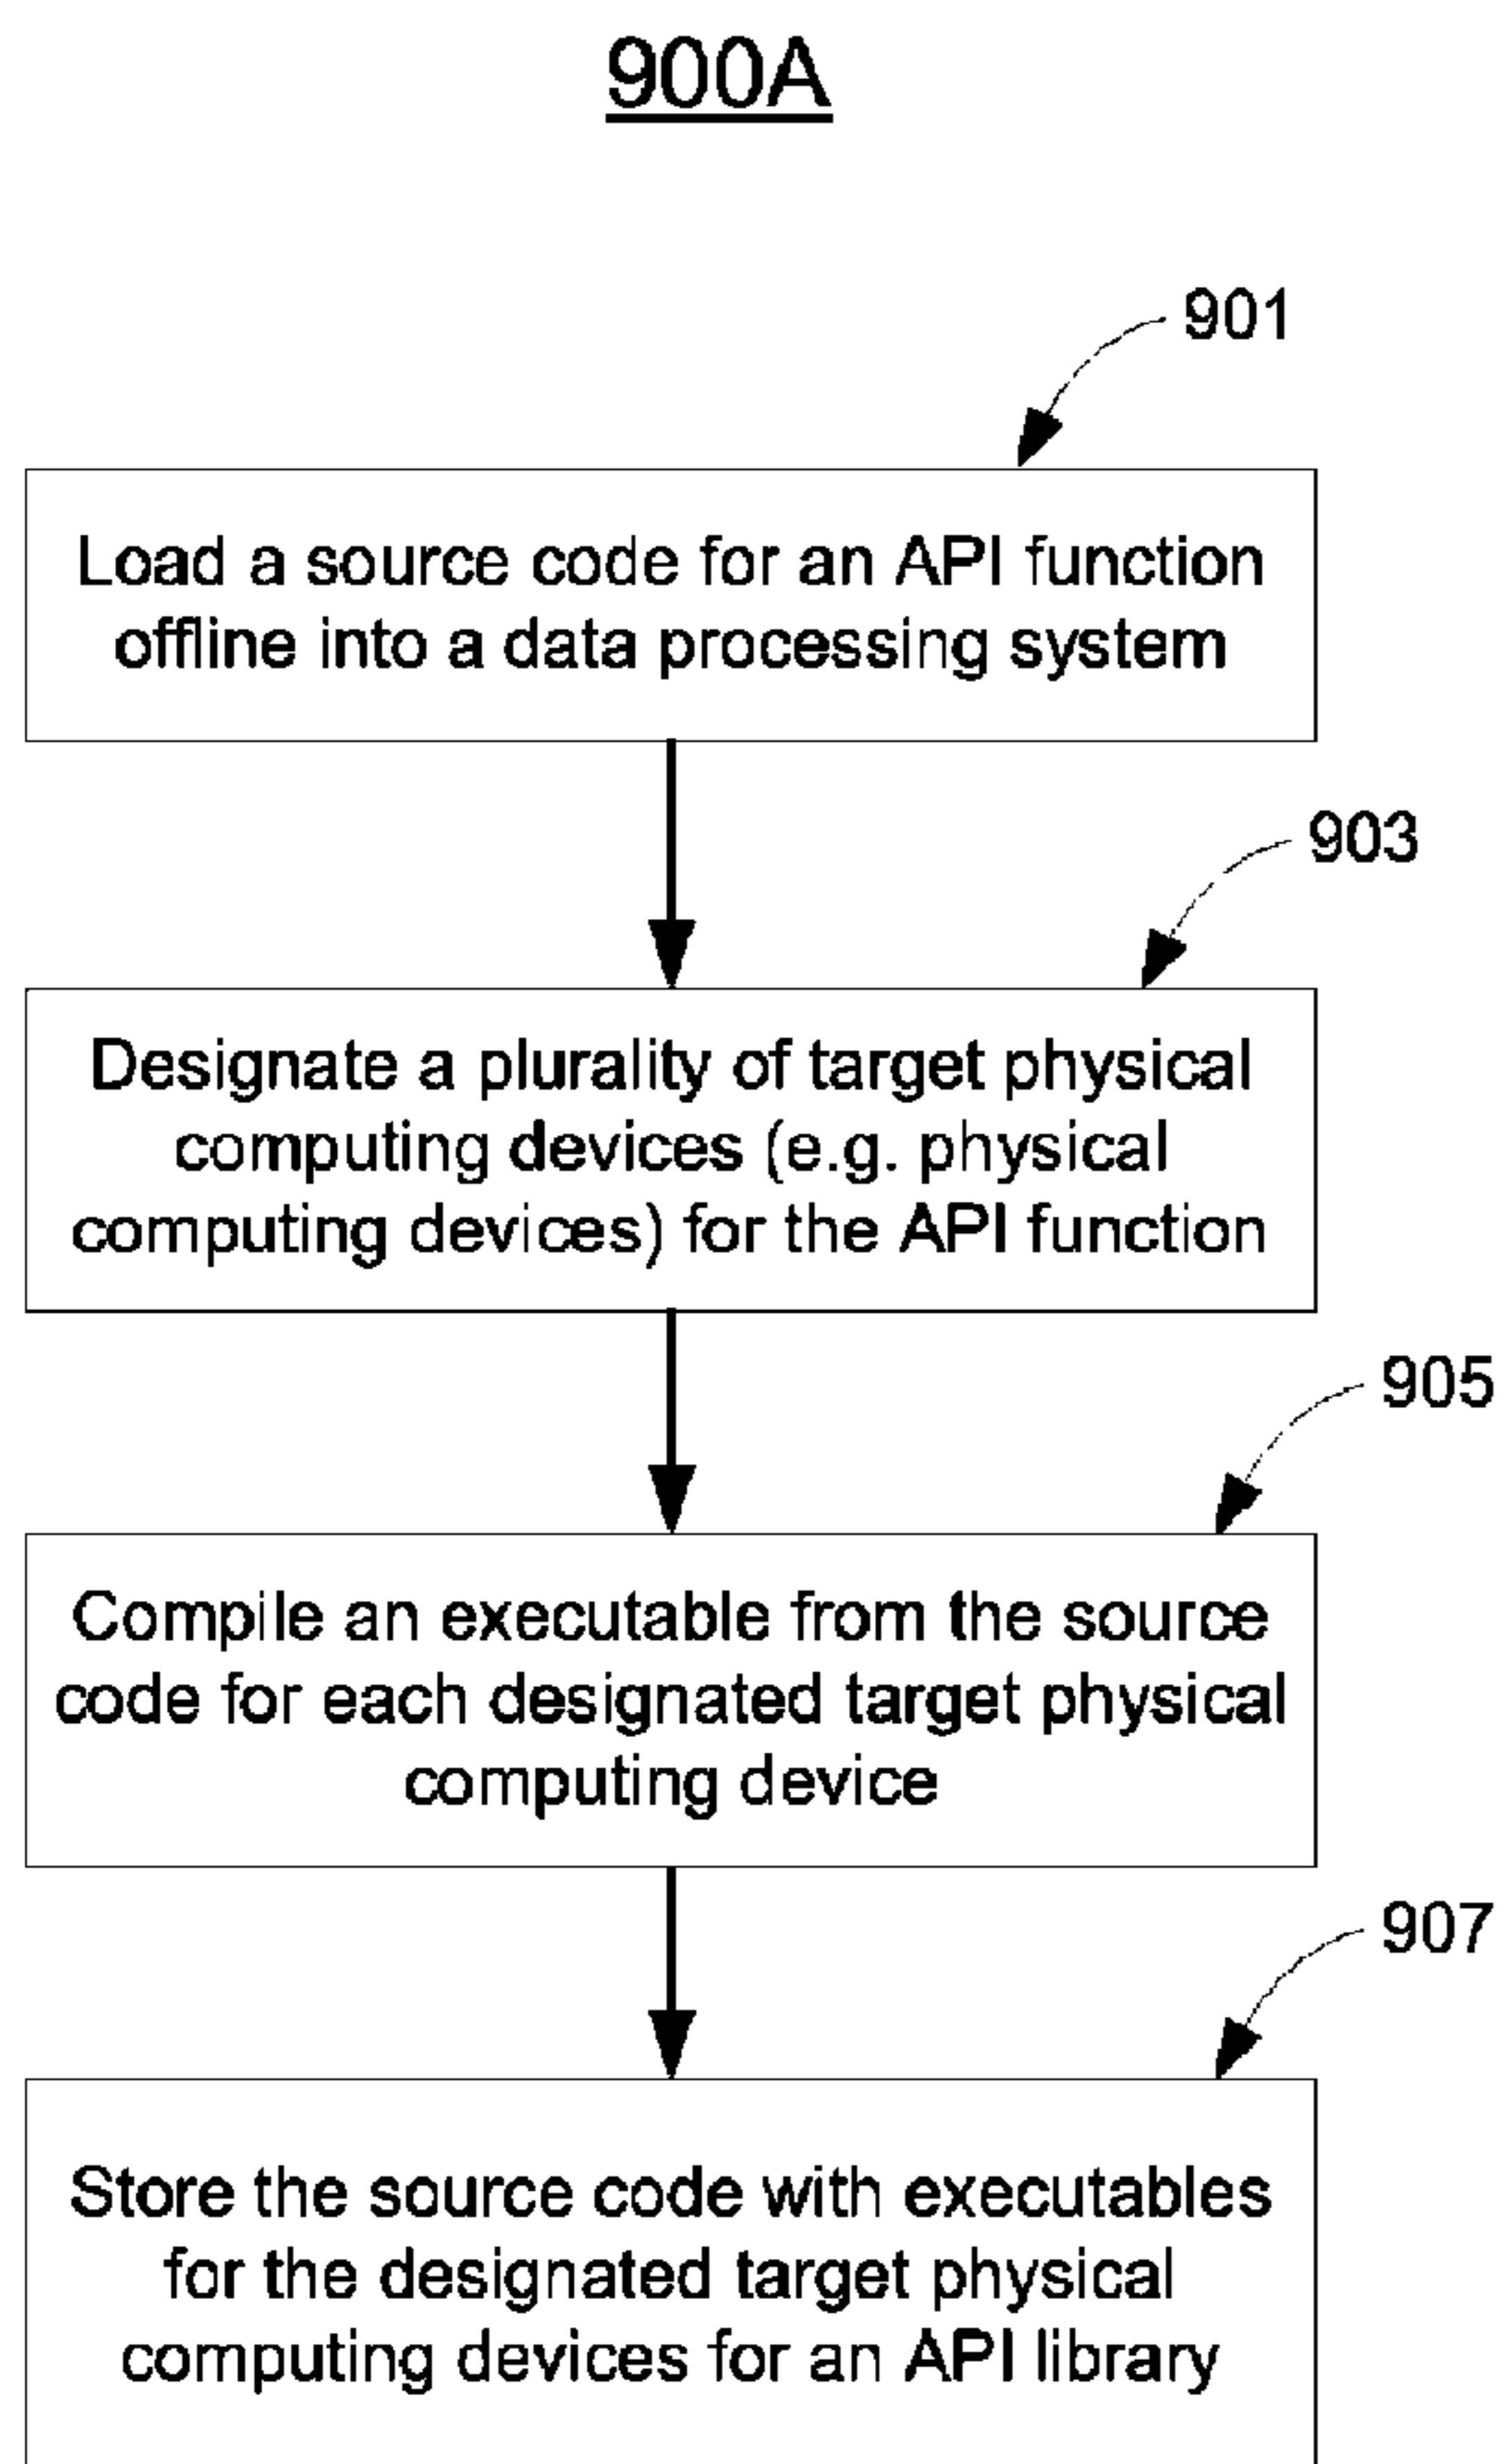 900A
901
Load a source code for an API function
offline into a data processing system
903
Designate a plurality of target physical
computing devices (e.g. physical
computing devices) for the API function
905
Compile an executable from the source
code for each designated target physical
computing device
907
Store the source code with executables
for the designated target physical
computing devices for an API library